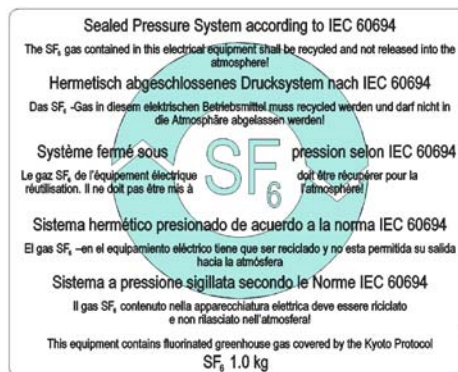 Sealed Pressure System according to IEC 60694
The SF₆ gas contained in this electrical equipment shall be recycled and not released into the
atmosphere!
Hermetisch abgeschlossenes Drucksystem nach IEC 60694
Das SF₆ -Gas in diesem elektrischen Betriebsmittel muss recycled werden und darf nicht in
die Atmosphäre abgelassen werden!
Système fermé sous pression selon IEC 60694
Le gaz SF₆ de l'équipement électrique doit être récupérer pour la
réutilisation. Il ne doit pas être mis à l'atmosphère!
SF₆
Sistema hermético presionado de acuerdo a la norma IEC 60694
El gas SF₆ –en el equipamiento eléctrico tiene que ser reciclado y no esta permitida su salida
hacia la atmósfera
Sistema a pressione sigillata secondo le Norme IEC 60694
Il gas SF₆ contenuto nella apparecchiatura elettrica deve essere riciclato
e non rilasciato nell'atmosfera!
This equipment contains fluorinated greenhouse gas covered by the Kyoto Protocol
SF₆ 1.0 kg